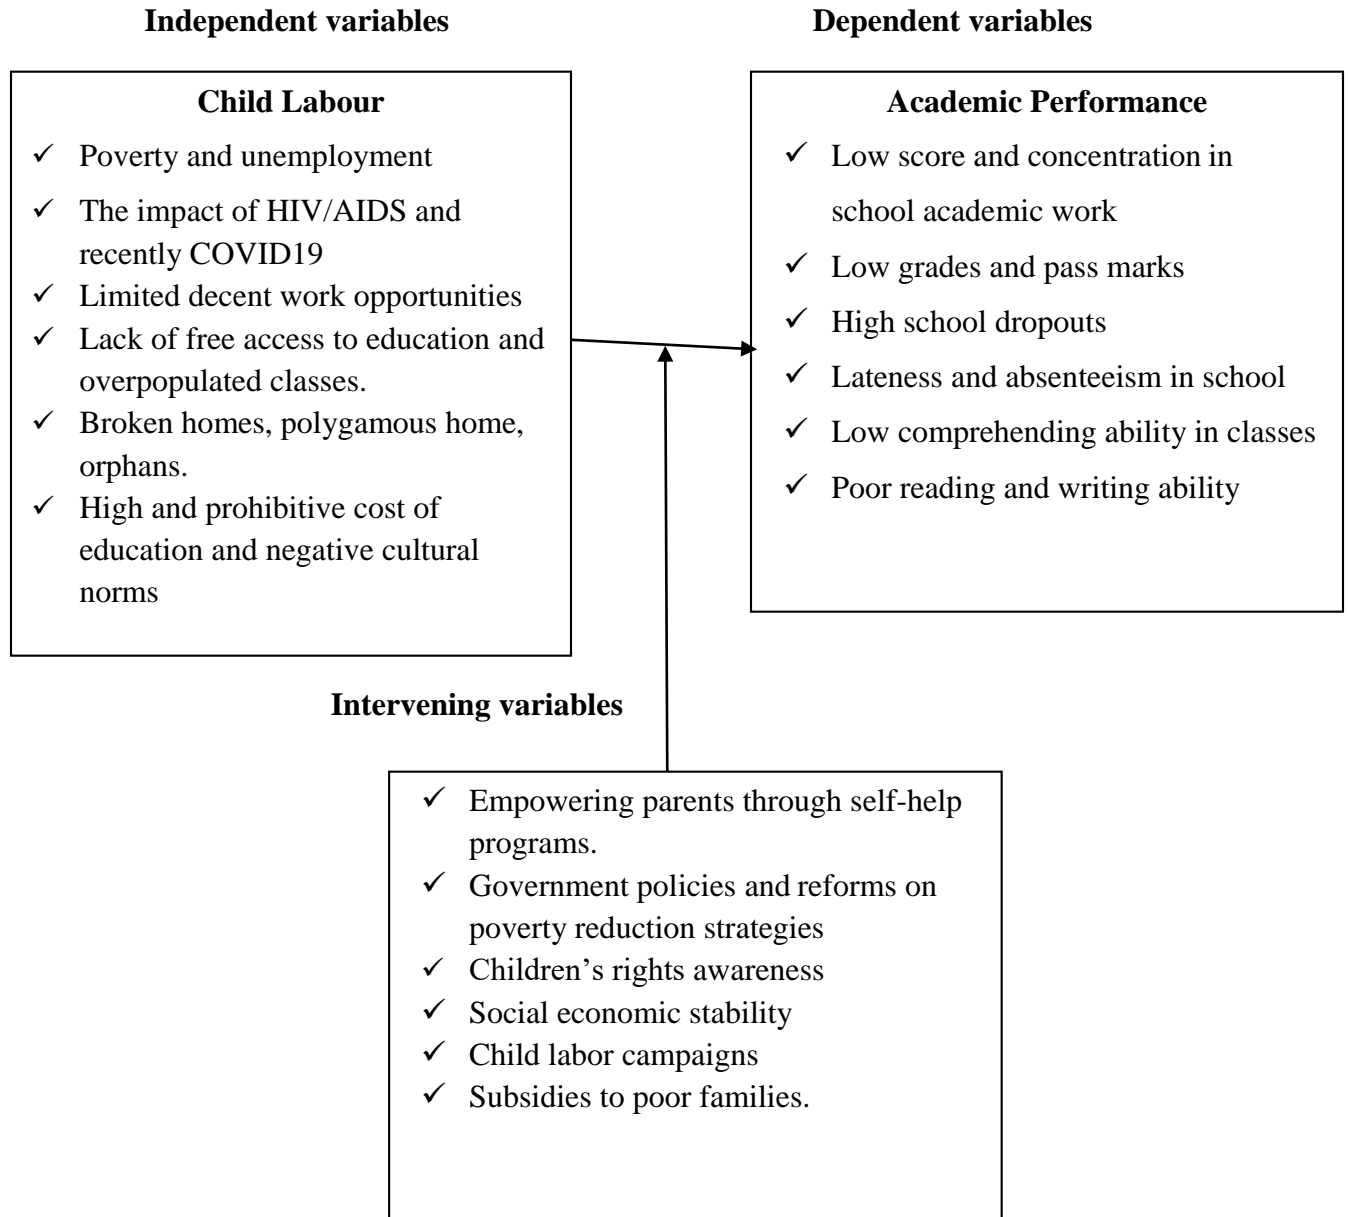 Independent variables
Dependent variables
Child Labour
✓ Poverty and unemployment
✓ The impact of HIV/AIDS and
recently COVID19
✓ Limited decent work opportunities
✓ Lack of free access to education and
overpopulated classes.
✓ Broken homes, polygamous home,
orphans.
✓ High and prohibitive cost of
education and negative cultural
norms
Academic Performance
✓ Low score and concentration in
school academic work
✓ Low grades and pass marks
✓ High school dropouts
✓ Lateness and absenteeism in school
✓ Low comprehending ability in classes
✓ Poor reading and writing ability
Intervening variables
✓ Empowering parents through self-help
programs.
✓ Government policies and reforms on
poverty reduction strategies
✓ Children’s rights awareness
✓ Social economic stability
✓ Child labor campaigns
✓ Subsidies to poor families.